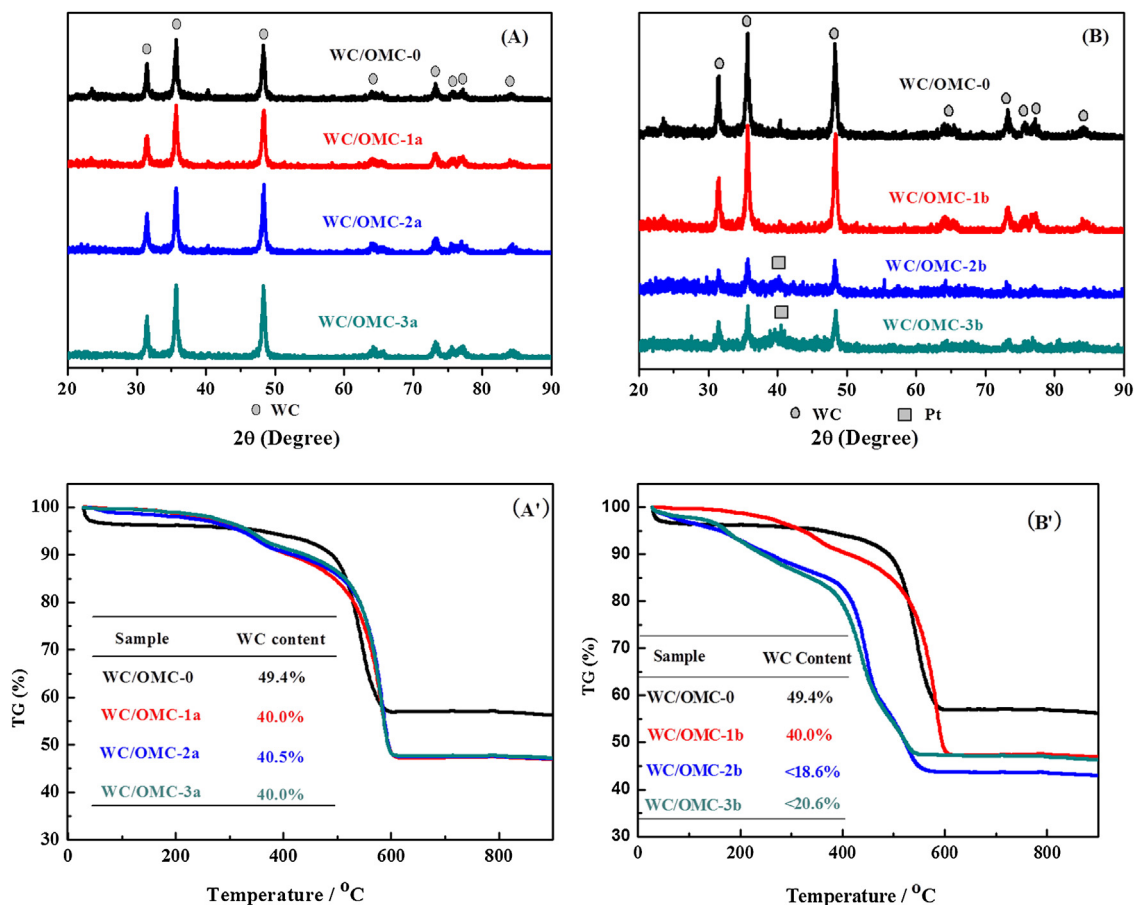 (A)
WC/OMC-0
WC/OMC-1a
WC/OMC-2a
WC/OMC-3a
20 30 40 50 60 70 80 90
WC
2θ (Degree)
(B)
WC/OMC-0
WC/OMC-1b
WC/OMC-2b
WC/OMC-3b
20 30 40 50 60 70 80 90
WC Pt
2θ (Degree)
(A')
TG (%)
100
90
80
70
60
50
40
30
Sample WC content
WC/OMC-0 49.4%
WC/OMC-1a 40.0%
WC/OMC-2a 40.5%
WC/OMC-3a 40.0%
0 200 400 600 800
Temperature / °C
(B')
TG (%)
100
90
80
70
60
50
40
30
Sample WC Content
WC/OMC-0 49.4%
WC/OMC-1b 40.0%
WC/OMC-2b <18.6%
WC/OMC-3b <20.6%
0 200 400 600 800
Temperature / °C